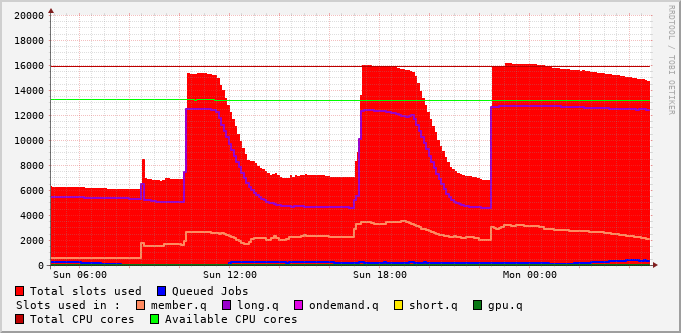 RRDTOOL / TOBI OETIKER
20000
18000
16000
14000
12000
10000
8000
6000
4000
2000
0
Sun 06:00 Sun 12:00 Sun 18:00 Mon 00:00
Total slots used Queued Jobs
Slots used in : member.q long.q ondemand.q short.q gpu.q
Total CPU cores Available CPU cores